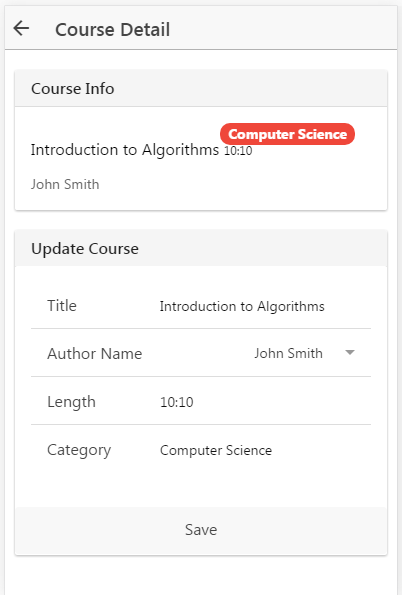 Course Detail
Course Info
Computer Science
Introduction to Algorithms 10:10
John Smith
Update Course
Title Introduction to Algorithms
Author Name John Smith
Length 10:10
Category Computer Science
Save